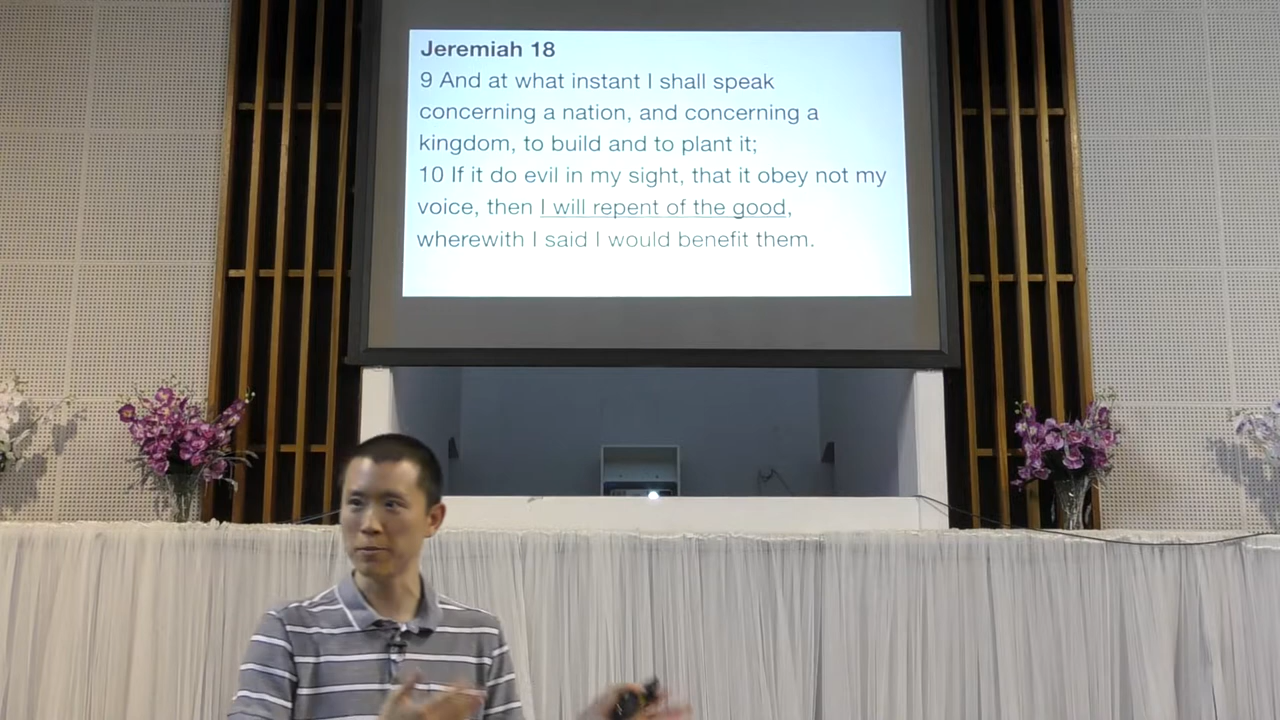 Jeremiah 18
9 And at what instant I shall speak
concerning a nation, and concerning a
kingdom, to build and to plant it;
10 If it do evil in my sight, that it obey not my
voice, then I will repent of the good,
wherewith I said I would benefit them.